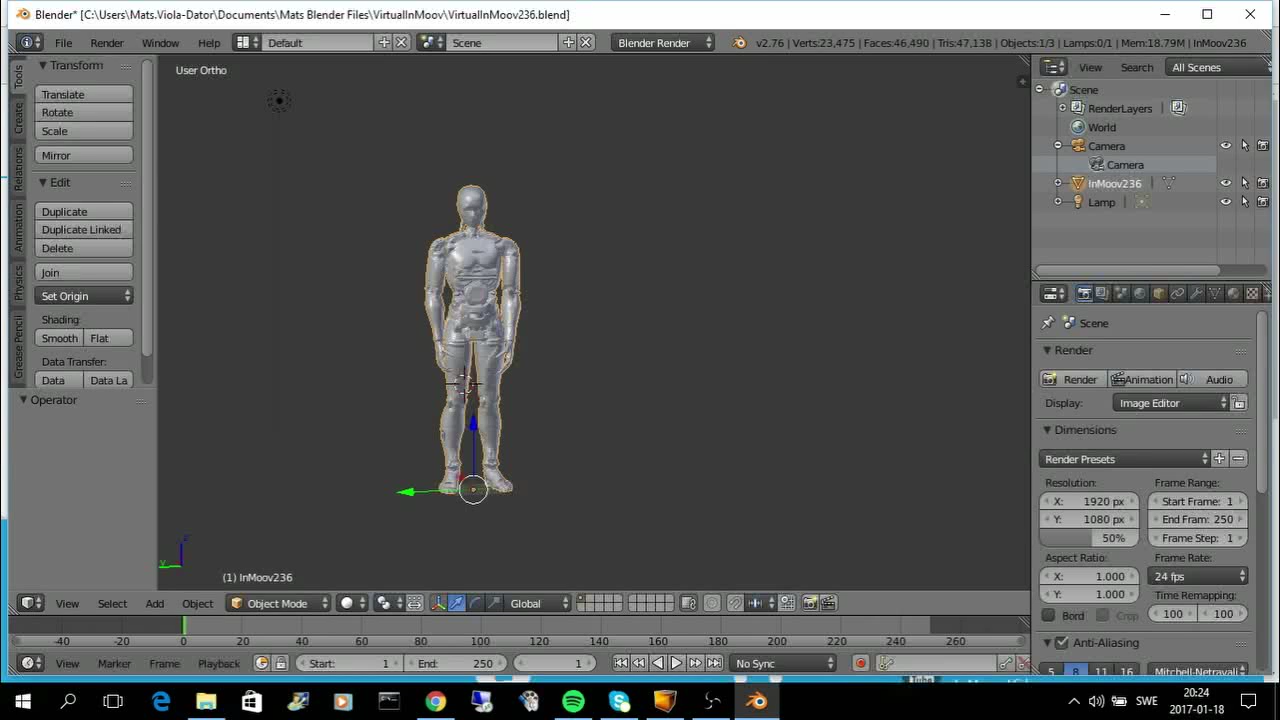 Blender* [C:\Users\Mats.Viola-Dator\Documents\Mats Blender Files\VirtualInMoov\VirtualInMoov236.blend]
File Render Window Help Default Scene Blender Render v2.76 | Verts:23,475 | Faces:46,490 | Tris:47,138 | Objects:1/3 | Lamps:0/1 | Mem:18.79M | InMoov236
Tools
Create
Relations
Animation
Physics
Grease Pencil
Transform
Translate
Rotate
Scale
Mirror
Edit
Duplicate
Duplicate Linked
Delete
Join
Set Origin
Shading:
Smooth Flat
Data Transfer:
Data Data La
Operator
User Ortho
z
y
(1) InMoov236
View Search All Scenes
Scene
RenderLayers
World
Camera
Camera
InMoov236
Lamp
Scene
Render
Render Animation Audio
Display: Image Editor
Dimensions
Render Presets
Resolution: Frame Range:
X: 1920 px Start Frame: 1
Y: 1080 px End Fram: 250
50% Frame Step: 1
Aspect Ratio: Frame Rate:
X: 1.000 24 fps
Y: 1.000 Time Remapping:
Bord Crop 100 100
Anti-Aliasing
5 8 11 16 Mitchell-Netravali
View Select Add Object Object Mode Global
-40 -20 0 20 40 60 80 100 120 140 160 180 200 220 240 260
View Marker Frame Playback Start: 1 End: 250 1 No Sync
Tube
SWE
20:24
2017-01-18